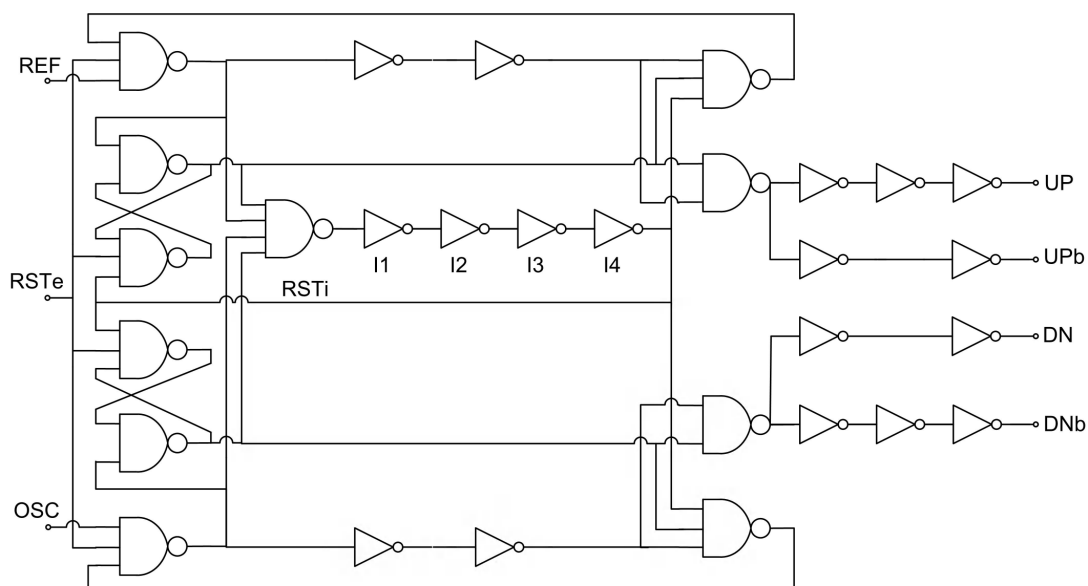 REF
UP
UPb
I1 I2 I3 I4
RSTe
RSTi
DN
DNb
OSC